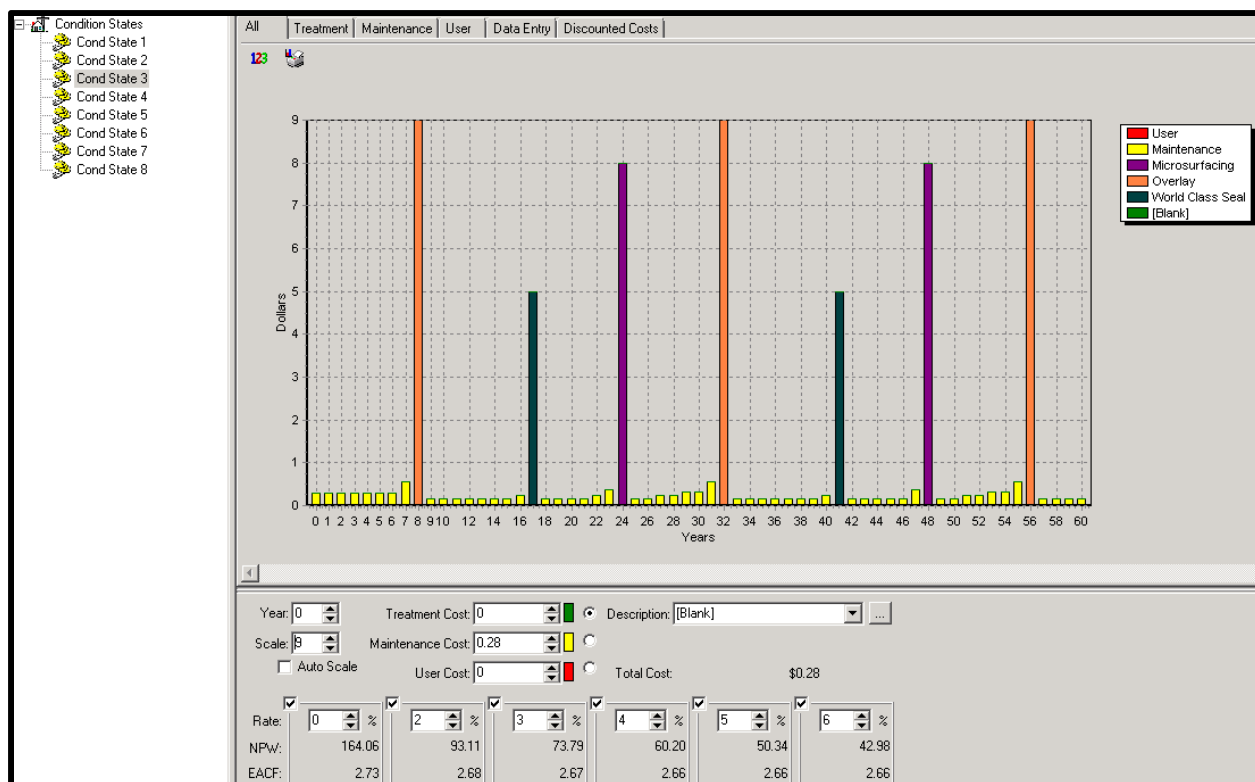 Condition States
Cond State 1
Cond State 2
Cond State 3
Cond State 4
Cond State 5
Cond State 6
Cond State 7
Cond State 8
All Treatment Maintenance User Data Entry Discounted Costs
123
9
8
7
6
5
4
3
2
1
0
Dollars
0 1 2 3 4 5 6 7 8 9 10 12 14 16 18 20 22 24 26 28 30 32 34 36 38 40 42 44 46 48 50 52 54 56 58 60
Years
User
Maintenance
Microsurfacing
Overlay
World Class Seal
[Blank]
Year: 0 Treatment Cost: 0 Description: [Blank] ...
Scale: 9 Maintenance Cost: 0.28
Auto Scale User Cost: 0 Total Cost: $0.28
Rate: 0 % 2 % 3 % 4 % 5 % 6 %
NPW: 164.06 93.11 73.79 60.20 50.34 42.98
EACF: 2.73 2.68 2.67 2.66 2.66 2.66